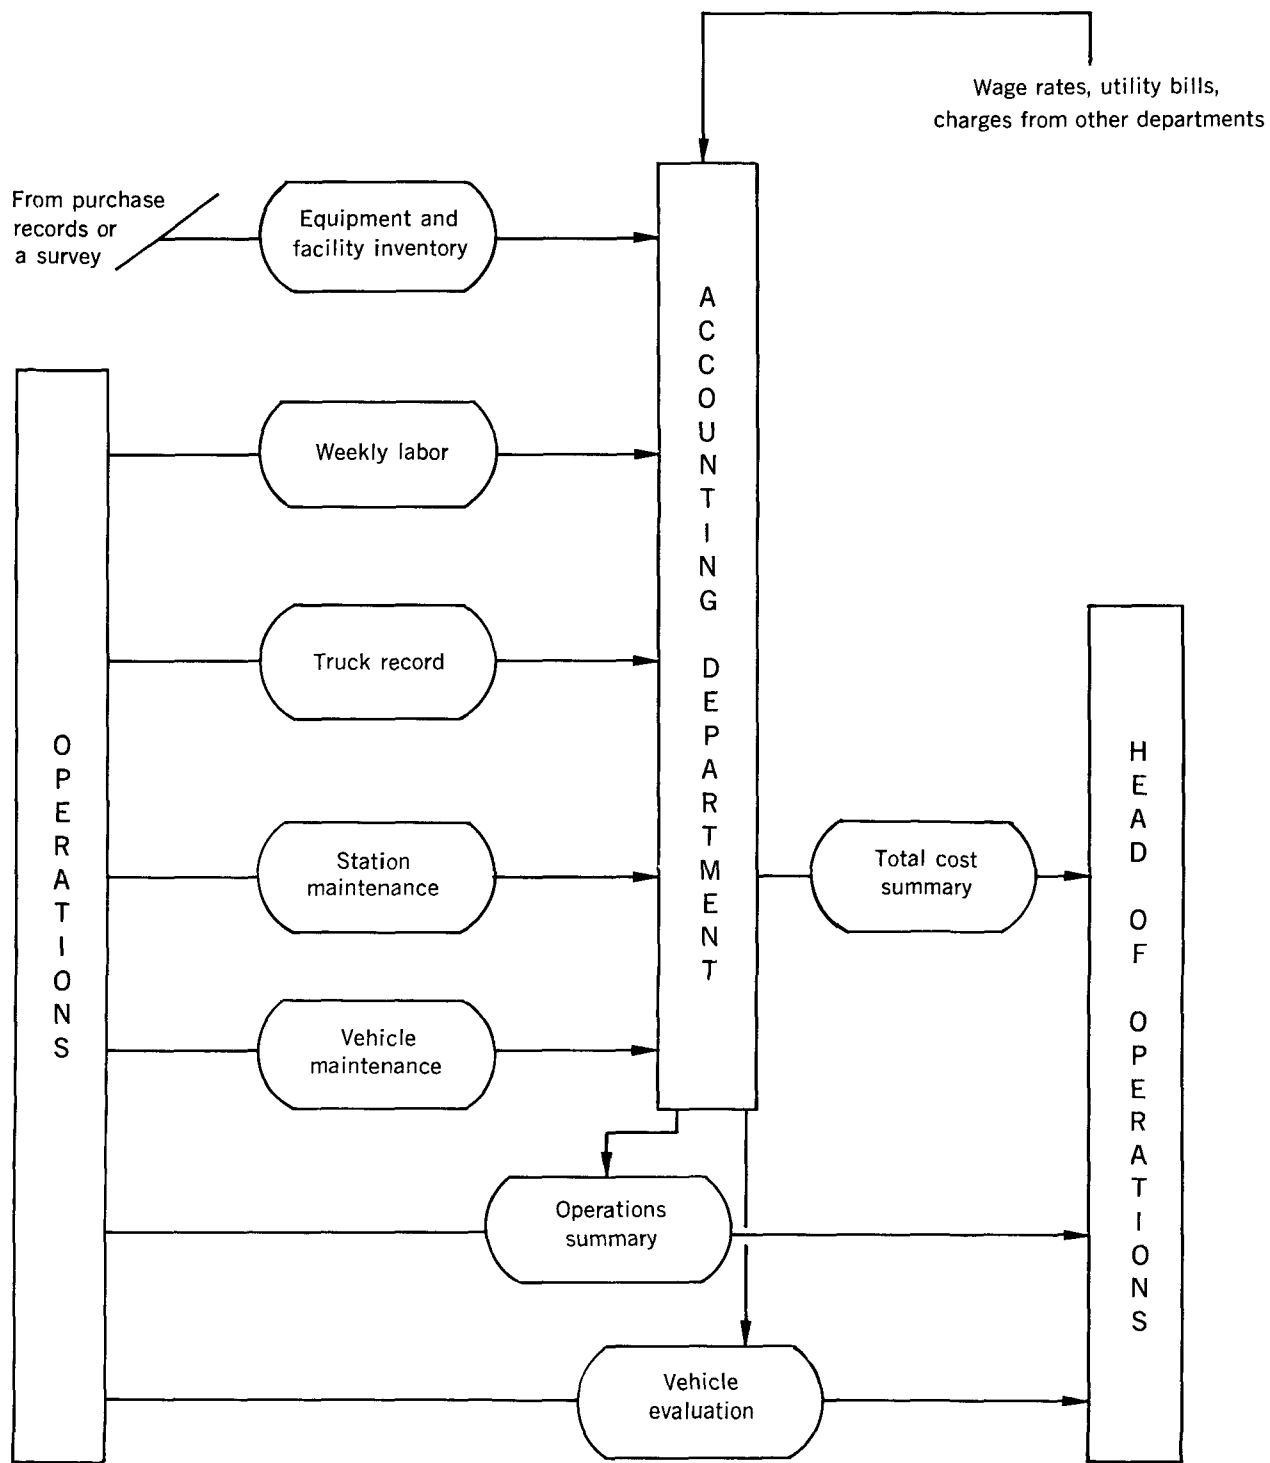 Wage rates, utility bills,
charges from other departments
From purchase
records or
a survey
Equipment and
facility inventory
ACCOUNTING DEPARTMENT
Weekly labor
Truck record
OPERATIONS
HEAD OF OPERATIONS
Station
maintenance
Total cost
summary
Vehicle
maintenance
Operations
summary
Vehicle
evaluation